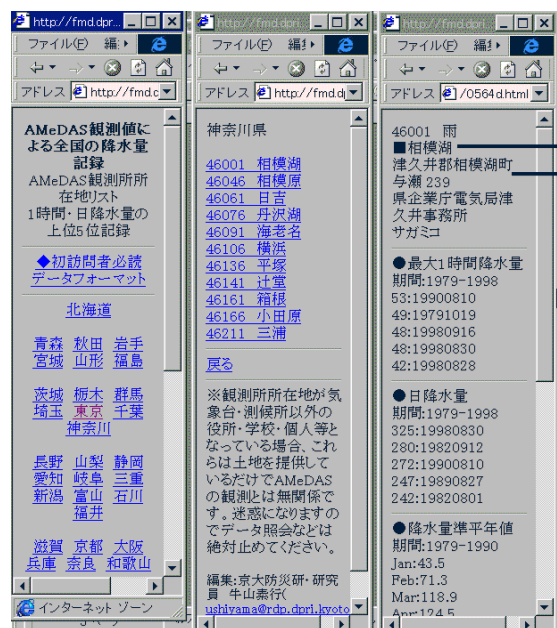 http://fmd.dpr...
ファイル(F) 編:
アドレス http://fmd.c
AMeDAS観測値に
よる全国の降水量
記録
AMeDAS観測所所
在地リスト
1時間・日降水量の
上位5位記録
◆初訪問者必読
データフォーマット
北海道
青森 秋田 岩手
宮城 山形 福島
茨城 栃木 群馬
埼玉 東京 千葉
神奈川
長野 山梨 静岡
愛知 岐阜 三重
新潟 富山 石川
福井
滋賀 京都 大阪
兵庫 奈良 和歌山
インターネット ゾーン
http://fmd.dpri...
ファイル(F) 編
アドレス http://fmd.d
神奈川県
46001 相模湖
46046 相模原
46061 日吉
46076 丹沢湖
46091 海老名
46106 横浜
46136 平塚
46141 辻堂
46161 箱根
46166 小田原
46211 三浦
戻る
※観測所所在地が気
象台・測候所以外の
役所・学校・個人等と
なっている場合、これ
らは土地を提供して
いるだけでAMeDAS
の観測とは無関係で
す。迷惑になりますの
でデータ照会などは
絶対止めてください。
編集:京大防災研・研究
員 牛山素行(
ushiyama@rdp.dpri.kyoto
http://fmd.dpri...
ファイル(F) 編
アドレス /0564d.html
46001 雨
■相模湖
津久井郡相模湖町
与瀬 239
県企業庁電気局津
久井事務所
サガミコ
●最大1時間降水量
期間:1979-1998
53:19900810
49:19791019
48:19980916
48:19980830
42:19980828
●日降水量
期間:1979-1998
325:19980830
280:19820912
272:19900810
247:19890827
242:19820801
●降水量準平年値
期間:1979-1990
Jan:43.5
Feb:71.3
Mar:118.9
Apr:124.5